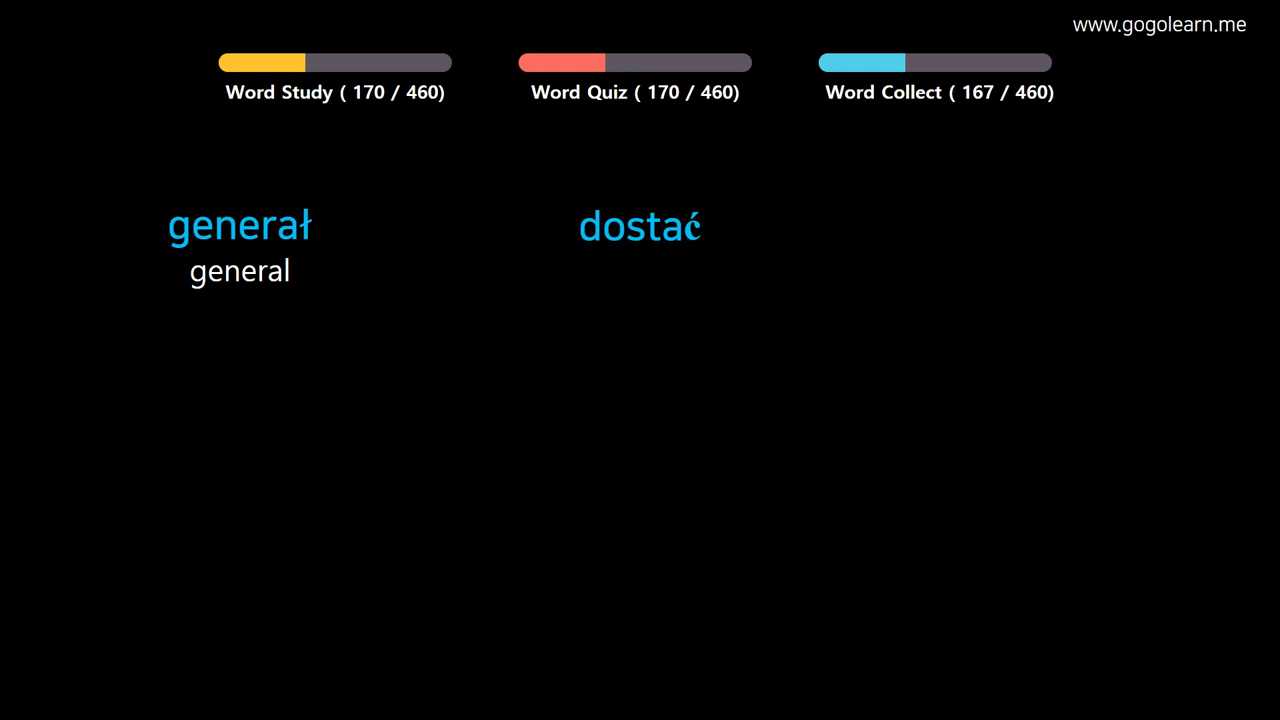 www.gogolearn.me
Word Study ( 170 / 460)
Word Quiz ( 170 / 460)
Word Collect ( 167 / 460)
generał
general
dostać